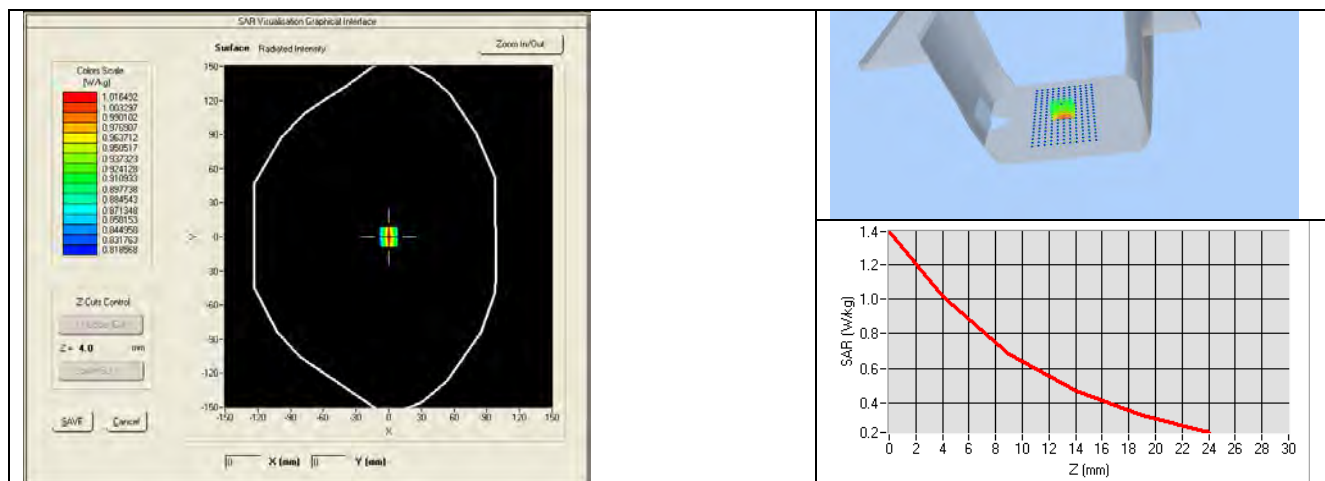 SAR Visualisation Graphical Interface
Surface Radiated Intensity
Zoom In/Out
Colors Scale
(W/kg)
1.016492
1.003297
0.990102
0.976907
0.963712
0.950517
0.937323
0.924128
0.910933
0.897738
0.884543
0.871348
0.858153
0.844958
0.831763
0.818568
Z Cuts Control
Z = 4.0 mm
SAVE Cancel
150-
120-
90-
60-
30-
0-
-30-
-60-
-90-
-120-
-150-
-150 -120 -90 -60 -30 0 30 60 90 120 150
Y
X
0 X (mm) 0 Y (mm)
1.4-
1.2-
1.0-
0.8-
0.6-
0.4-
0.2-
0 2 4 6 8 10 12 14 16 18 20 22 24 26 28 30
SAR (W/kg)
Z (mm)